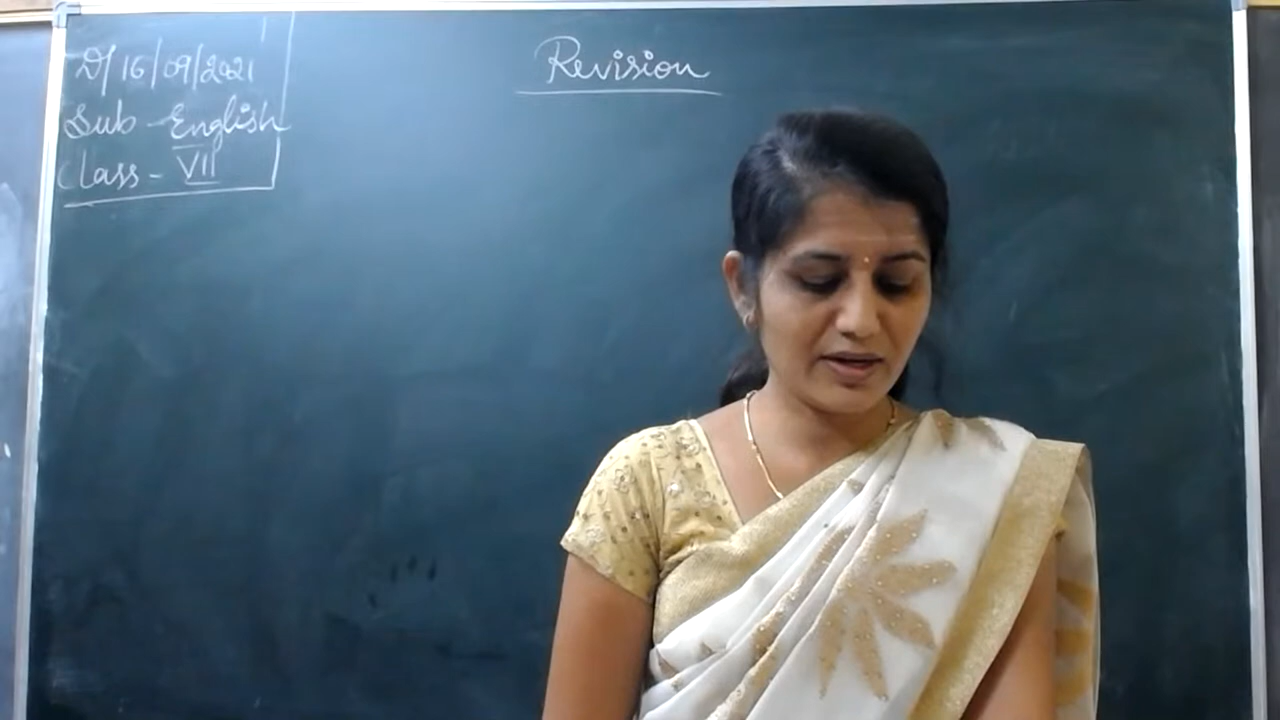 D/ 16/09/2021
Sub - English
Class - VII
Revision